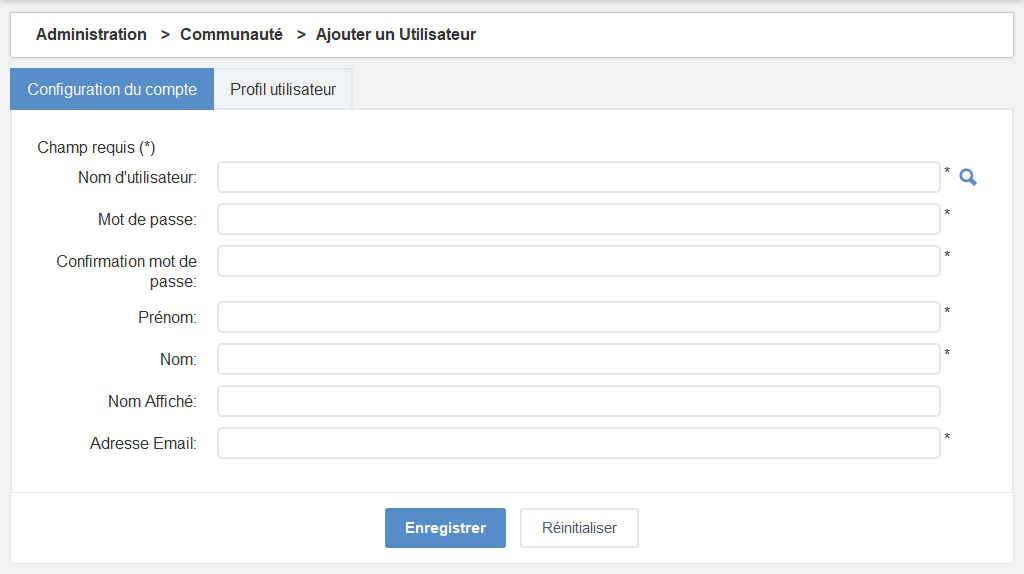 Administration > Communauté > Ajouter un Utilisateur
Configuration du compte Profil utilisateur
Champ requis (*)
Nom d'utilisateur: *
Mot de passe: *
Confirmation mot de *
passe:
Prénom: *
Nom: *
Nom Affiché:
Adresse Email: *
Enregistrer Réinitialiser